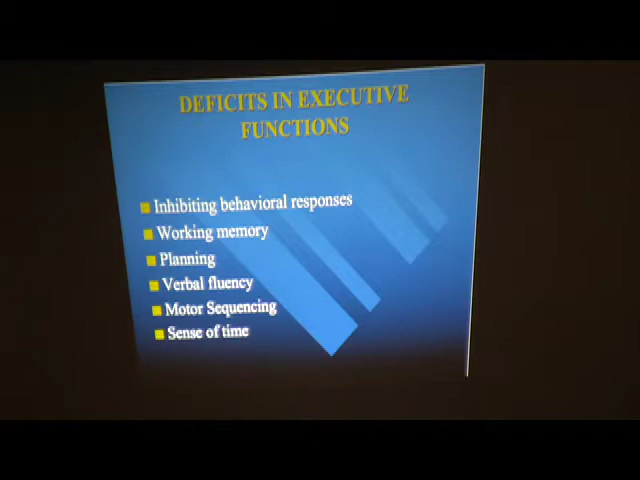 DEFICITS IN EXECUTIVE
FUNCTIONS
Inhibiting behavioral responses
Working memory
Planning
Verbal fluency
Motor Sequencing
Sense of time